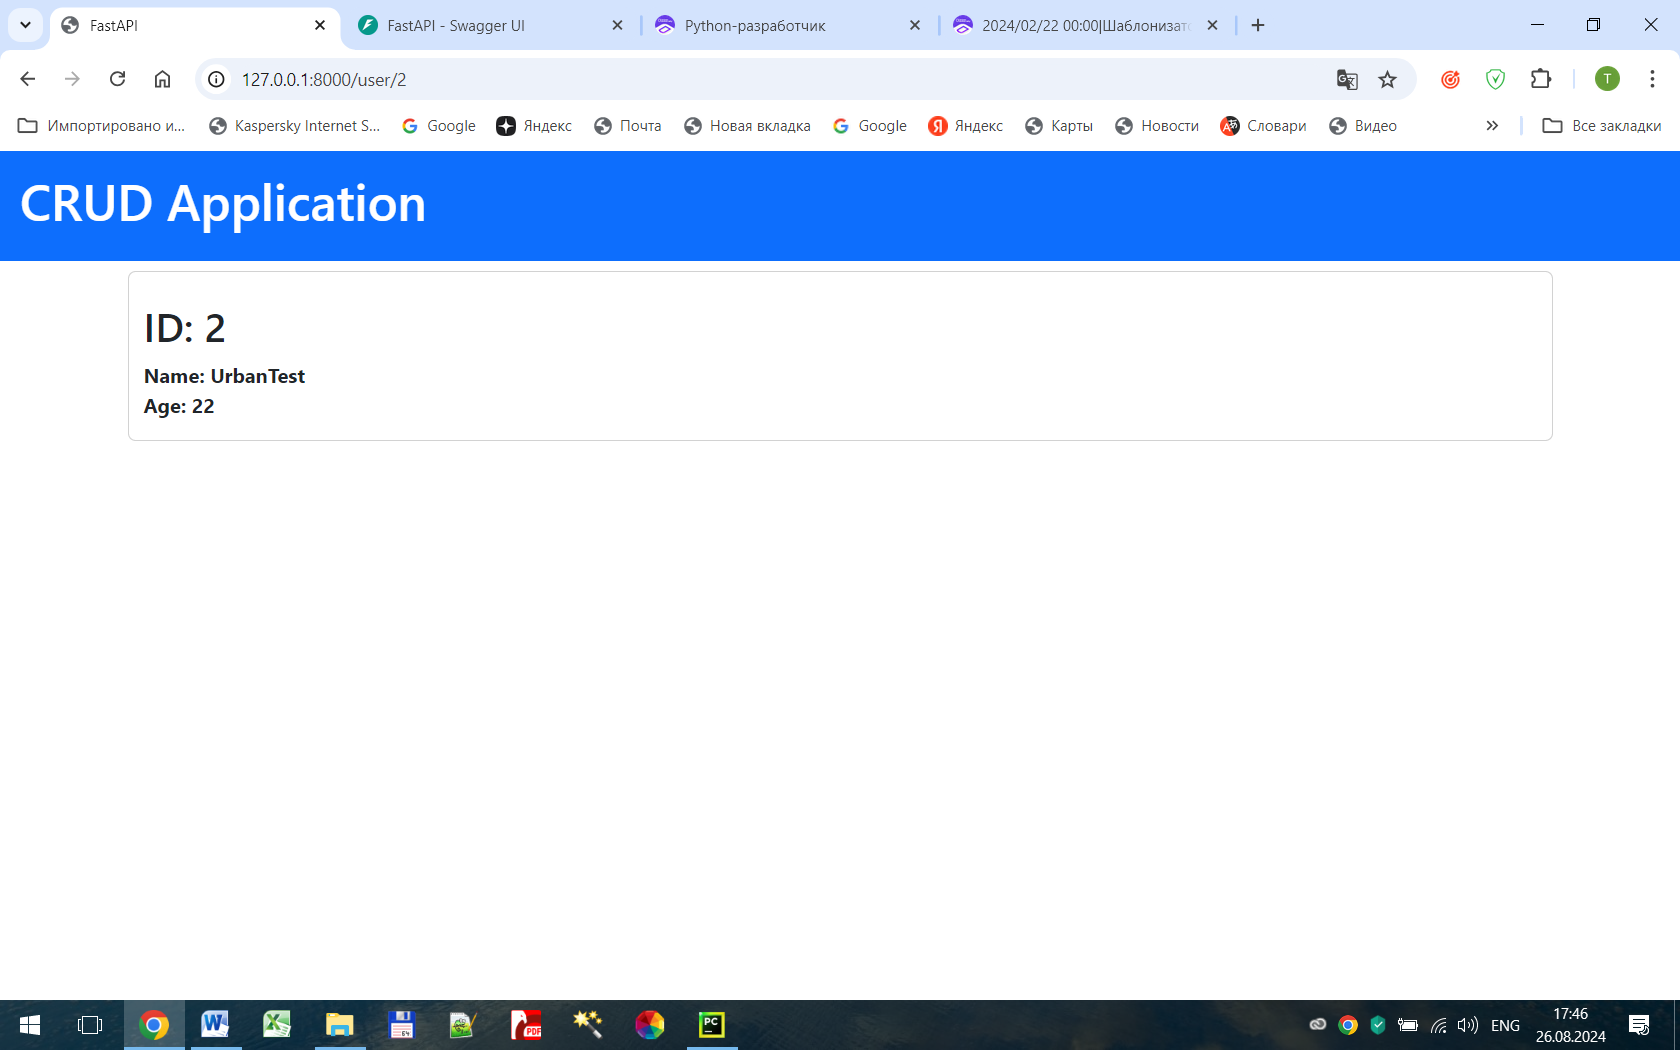 FastAPI
FastAPI - Swagger UI
Python-разработчик
2024/02/22 00:00|Шаблонизат
127.0.0.1:8000/user/2
T
Импортировано и...
Kaspersky Internet S...
Google
Яндекс
Почта
Новая вкладка
Google
Яндекс
Карты
Новости
Словари
Видео
Все закладки
CRUD Application
ID: 2
Name: UrbanTest
Age: 22
ENG
17:46
26.08.2024